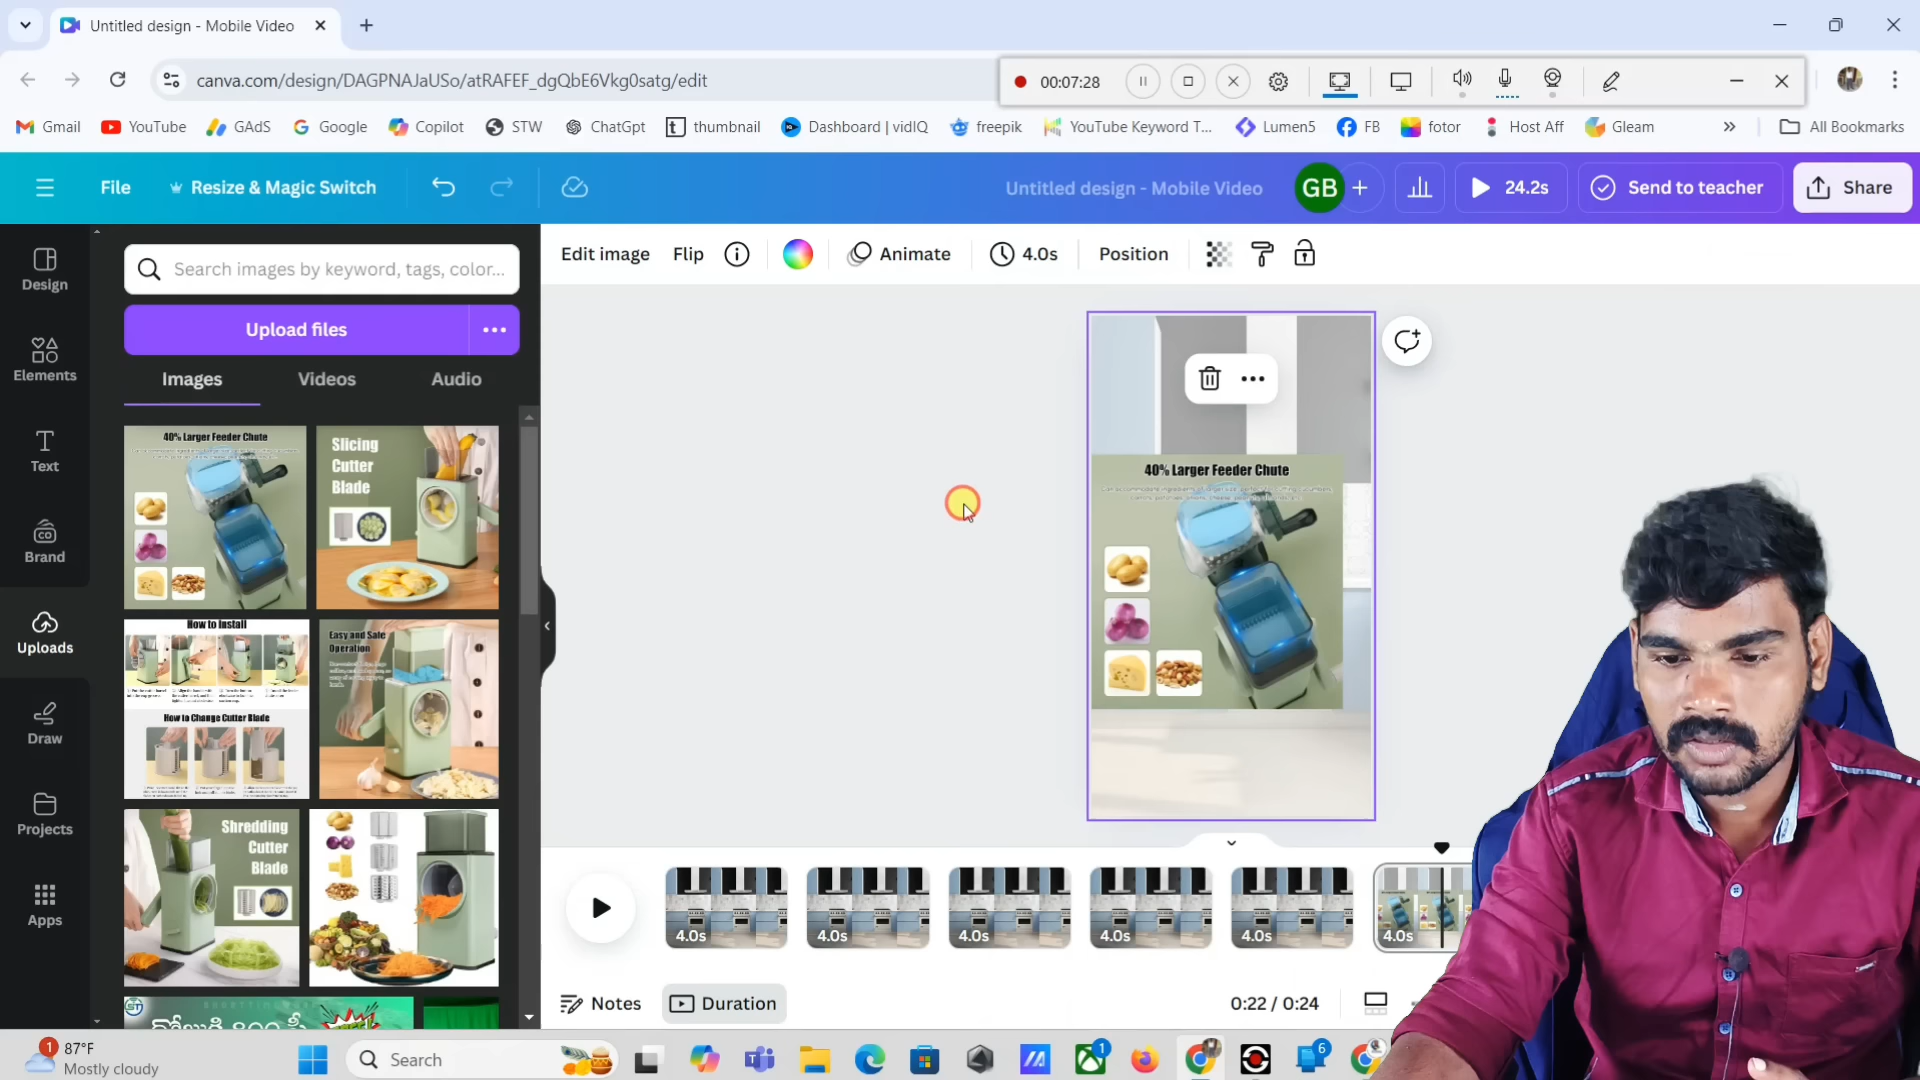 Untitled design - Mobile Video
canva.com/design/DAGPNAJaUSo/atRAFEF_dgQbE6Vkg0satg/edit
00:07:28
Gmail YouTube GAdS Google Copilot STW ChatGpt thumbnail Dashboard | vidIQ freepik YouTube Keyword T... Lumen5 FB fotor Host Aff Gleam » All Bookmarks
File Resize & Magic Switch Untitled design - Mobile Video GB 24.2s Send to teacher Share
Design
Elements
Text
Brand
Uploads
Draw
Projects
Apps
Search images by keyword, tags, color...
Upload files
Images Videos Audio
40% Larger Feeder Chute
Slicing
Cutter
Blade
How to Install
How to Change Cutter Blade
Easy and Safe
Operation
Shredding
Cutter
Blade
Edit image Flip Animate 4.0s Position
40% Larger Feeder Chute
4.0s 4.0s 4.0s 4.0s 4.0s 4.0s
Notes Duration 0:22 / 0:24
1
87°F
Mostly cloudy
Search
1
6